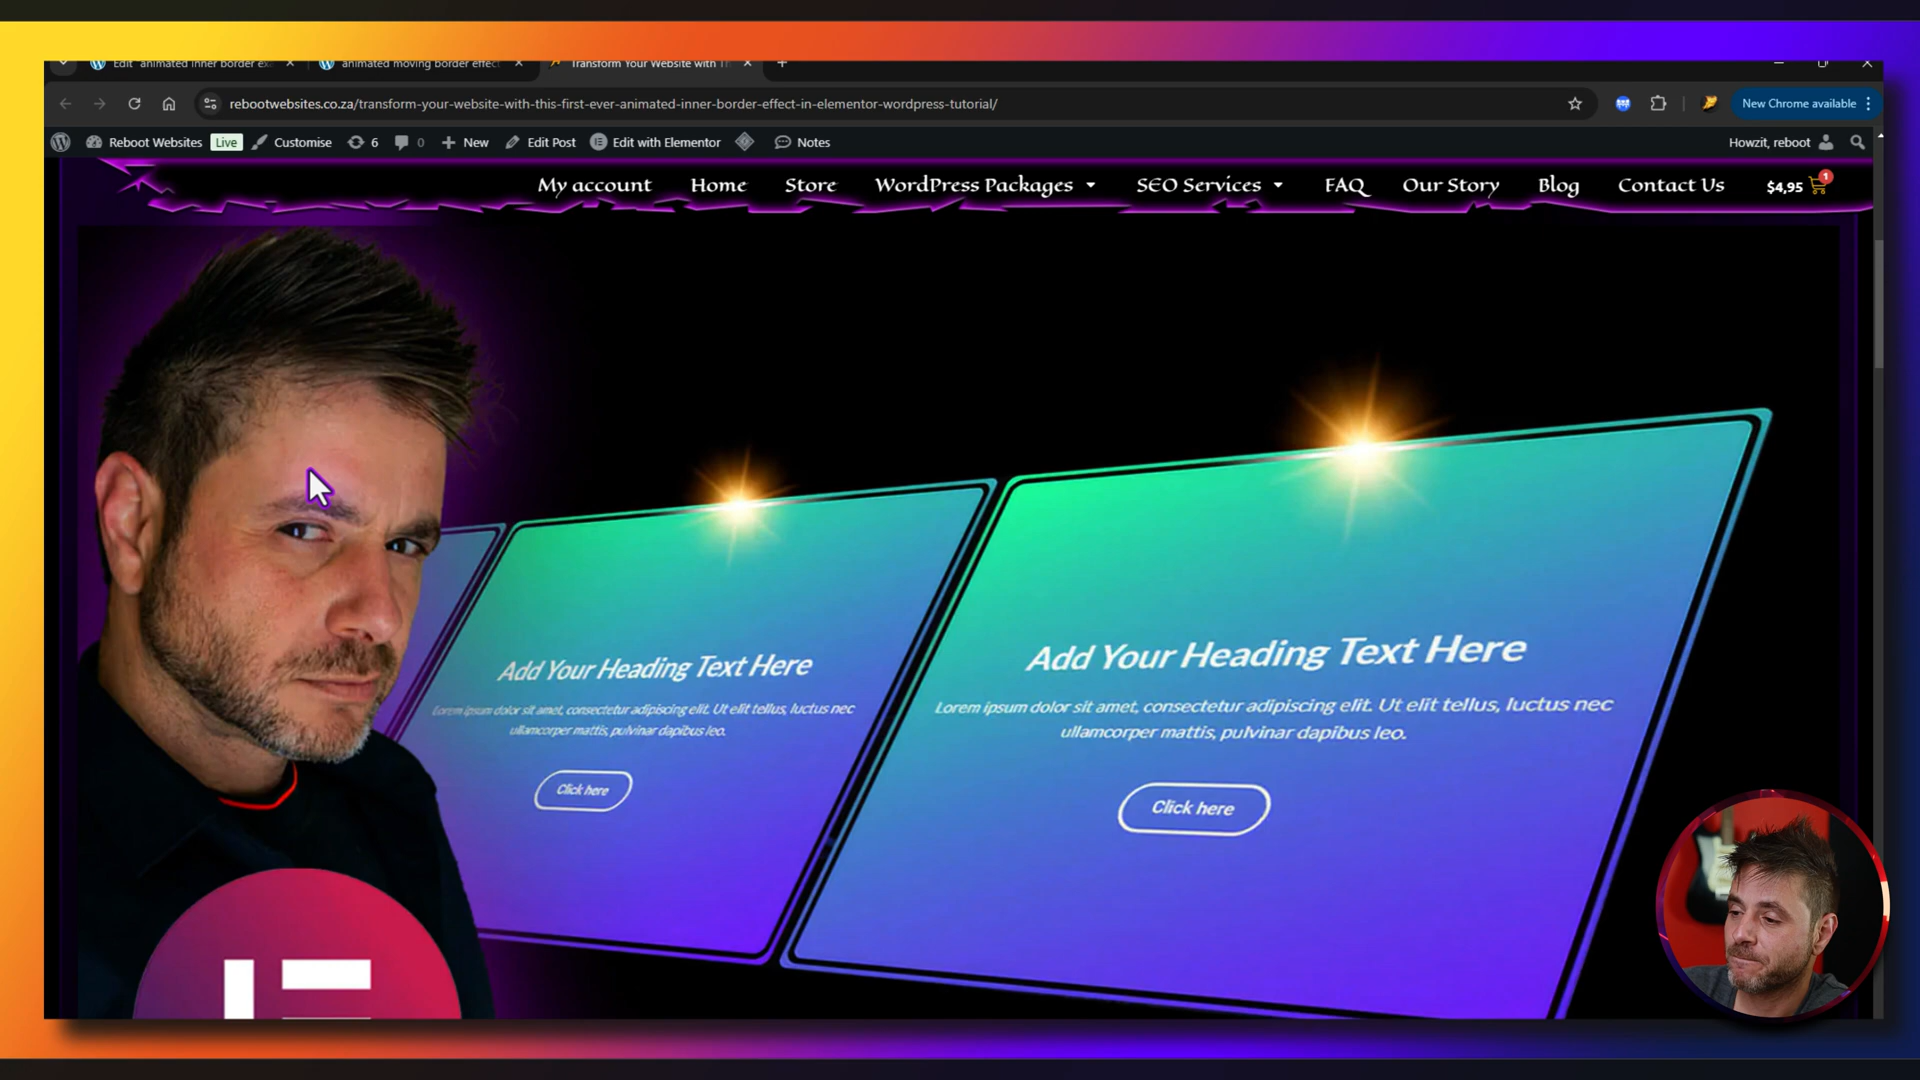 Edit "animated inner border ex
animated moving border effect
Transform Your Website with Th
rebootwebsites.co.za/transform-your-website-with-this-first-ever-animated-inner-border-effect-in-elementor-wordpress-tutorial/
New Chrome available
Reboot Websites Live Customise 6 0 New Edit Post Edit with Elementor Notes Howzit, reboot
My account Home Store WordPress Packages SEO Services FAQ Our Story Blog Contact Us $4,95 1
Add Your Heading Text Here
Lorem ipsum dolor sit amet, consectetur adipiscing elit. Ut elit tellus, luctus nec
ullamcorper mattis, pulvinar dapibus leo.
Click here
Add Your Heading Text Here
Lorem ipsum dolor sit amet, consectetur adipiscing elit. Ut elit tellus, luctus nec
ullamcorper mattis, pulvinar dapibus leo.
Click here